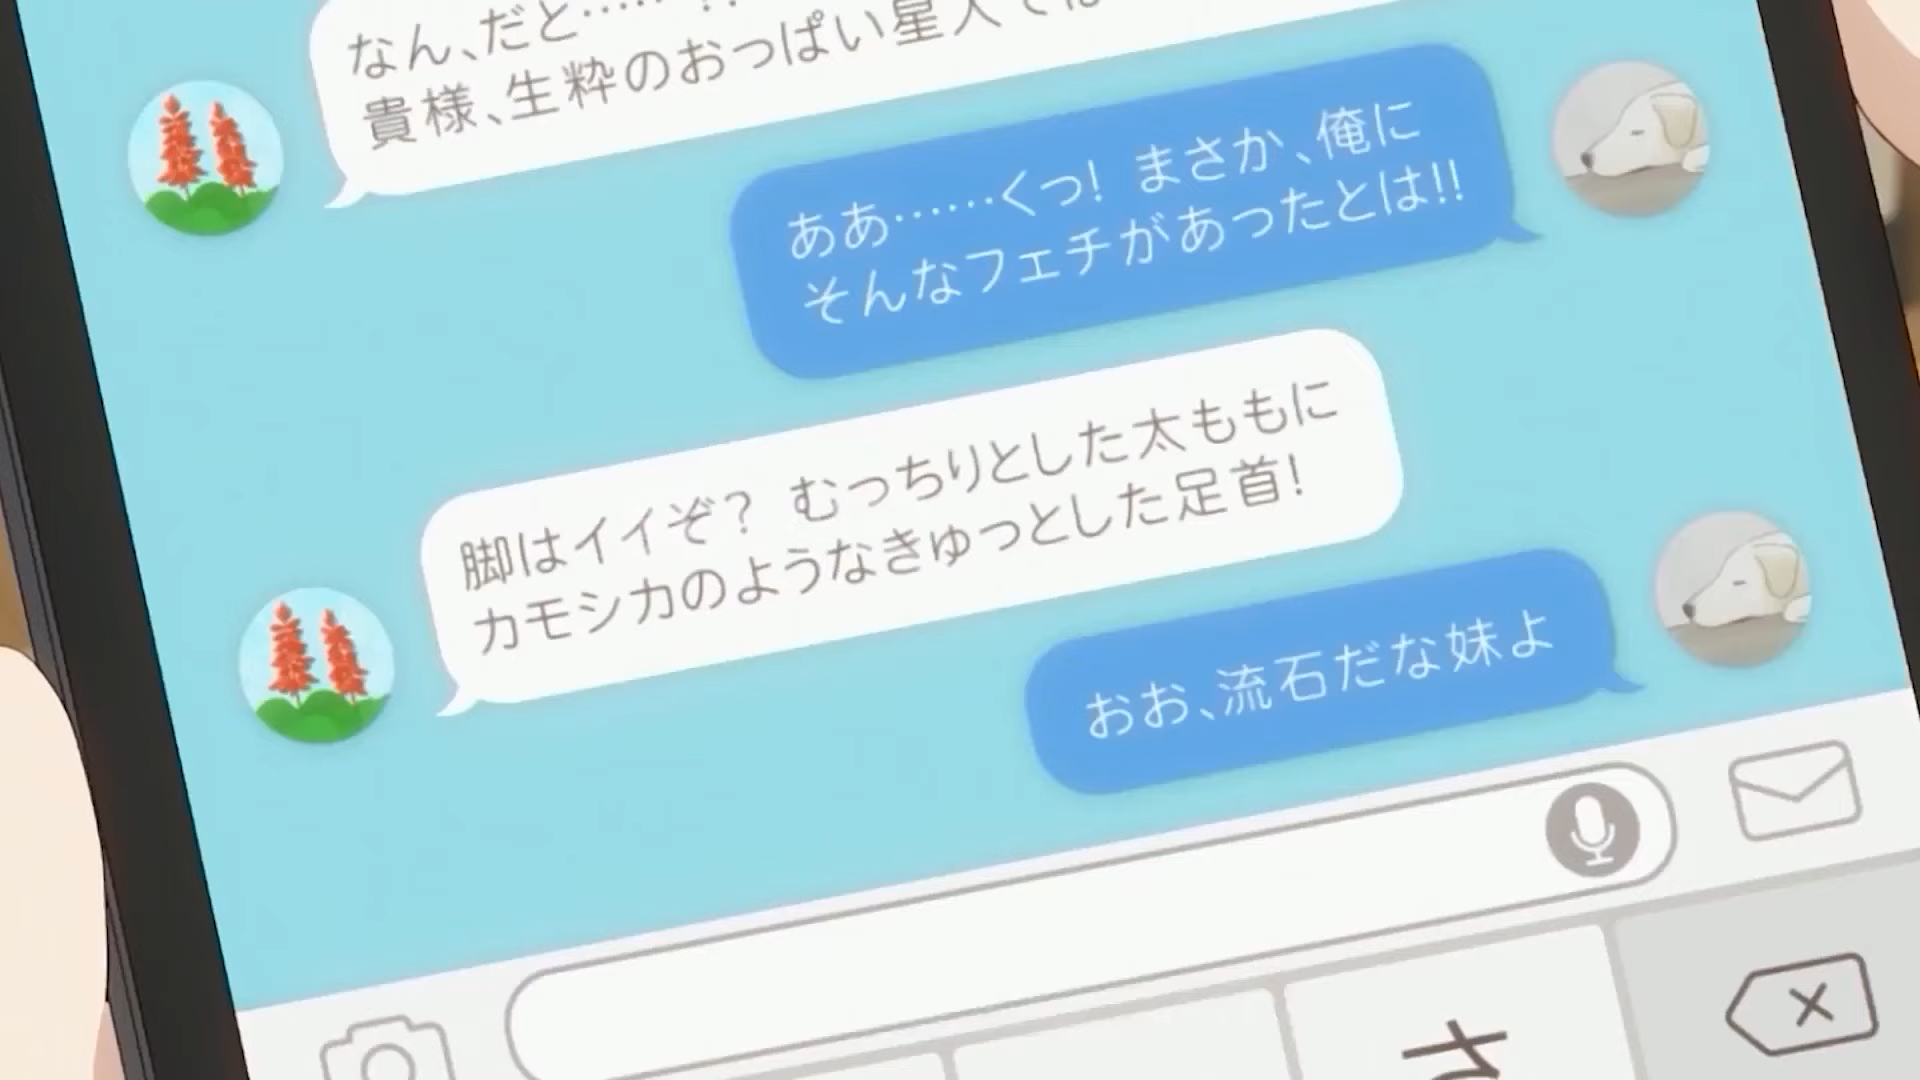 なん、だと……
貴様、生粋のおっぱい星人では
ああ……くっ! まさか、俺に
そんなフェチがあったとは!!
脚はイイぞ? むっちりとした太ももに
カモシカのようなきゅっとした足首!
おお、流石だな妹よ
さ